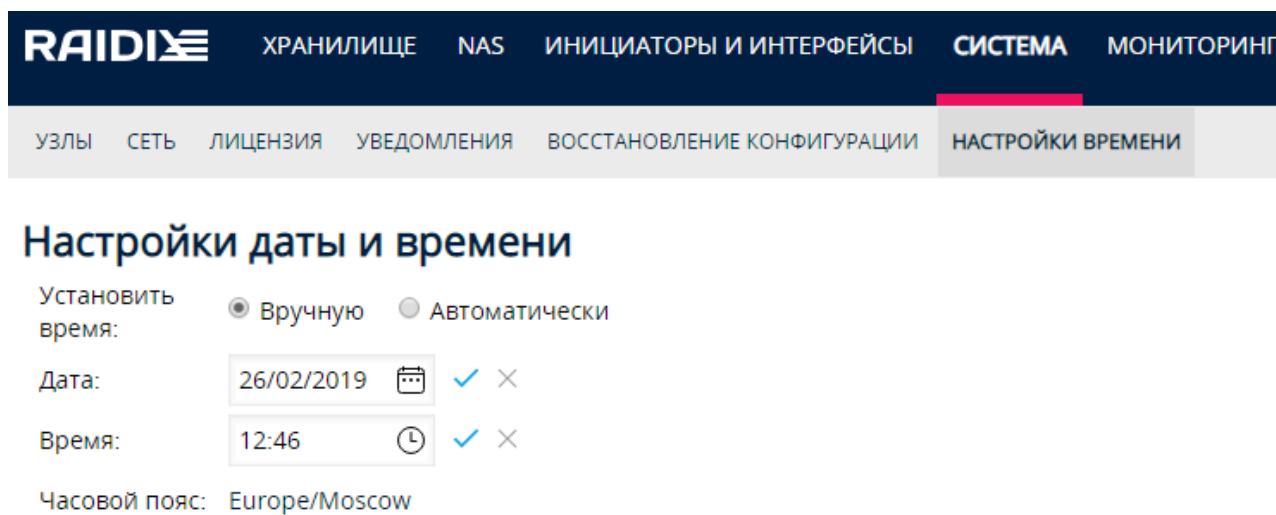 RAIDIX ХРАНИЛИЩЕ NAS ИНИЦИАТОРЫ И ИНТЕРФЕЙСЫ СИСТЕМА МОНИТОРИНГ
УЗЛЫ СЕТЬ ЛИЦЕНЗИЯ УВЕДОМЛЕНИЯ ВОССТАНОВЛЕНИЕ КОНФИГУРАЦИИ НАСТРОЙКИ ВРЕМЕНИ
Настройки даты и времени
Установить
время: Вручную Автоматически
Дата: 26/02/2019
Время: 12:46
Часовой пояс: Europe/Moscow